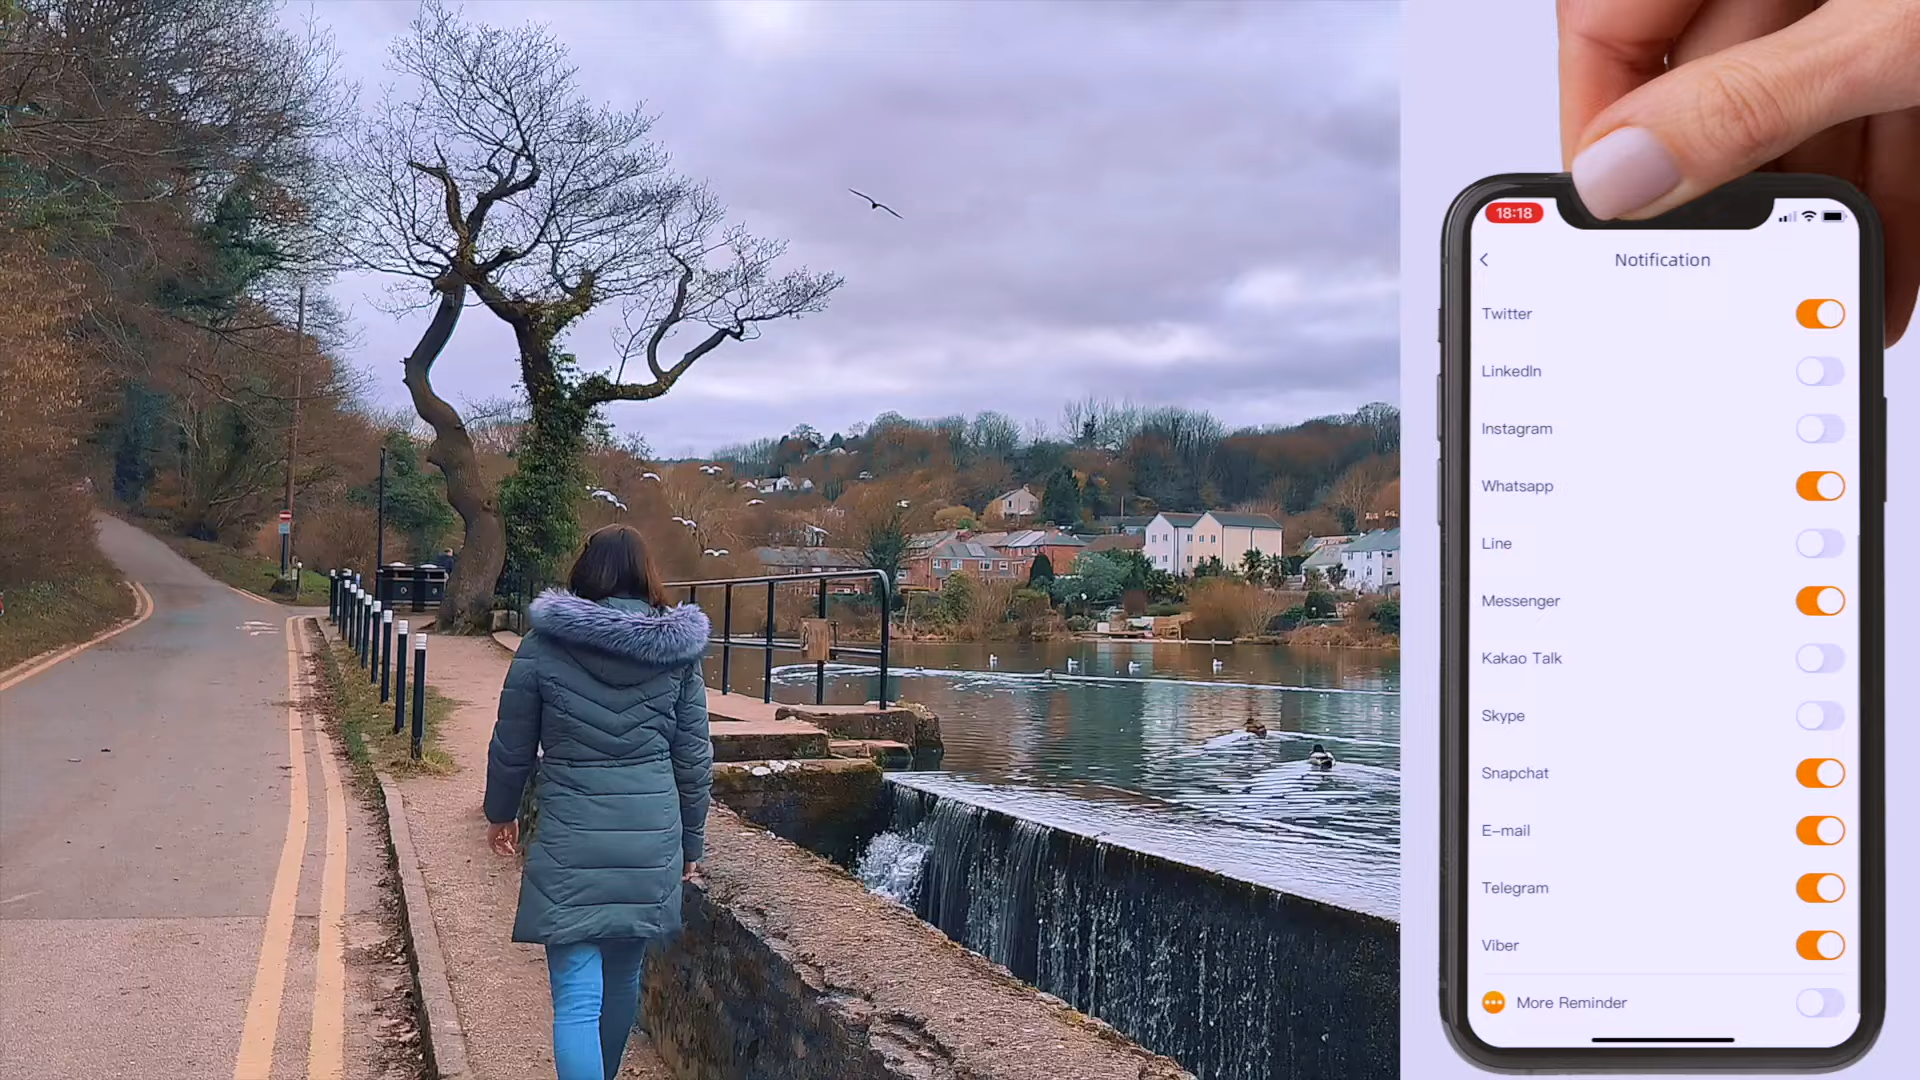 18:18
Notification
Twitter
LinkedIn
Instagram
Whatsapp
Line
Messenger
Kakao Talk
Skype
Snapchat
E-mail
Telegram
Viber
More Reminder